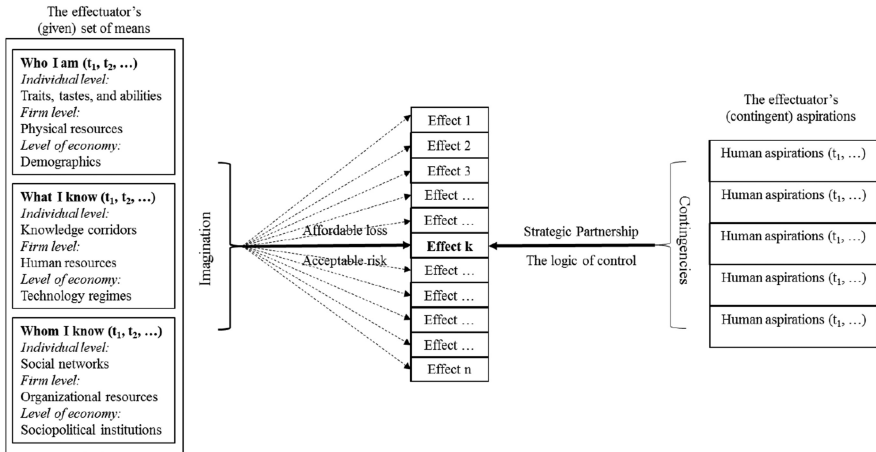 The effectuator's
(given) set of means
Who I am (t₁, t₂, …)
Individual level:
Traits, tastes, and abilities
Firm level:
Physical resources
Level of economy:
Demographics
What I know (t₁, t₂, …)
Individual level:
Knowledge corridors
Firm level:
Human resources
Level of economy:
Technology regimes
Whom I know (t₁, t₂, …)
Individual level:
Social networks
Firm level:
Organizational resources
Level of economy:
Sociopolitical institutions
Imagination
Affordable loss
Acceptable risk
Effect 1
Effect 2
Effect 3
Effect …
Effect …
Effect k
Effect …
Effect …
Effect …
Effect …
Effect n
Strategic Partnership
The logic of control
Contingencies
The effectuator's
(contingent) aspirations
Human aspirations (t₁, …)
Human aspirations (t₁, …)
Human aspirations (t₁, …)
Human aspirations (t₁, …)
Human aspirations (t₁, …)